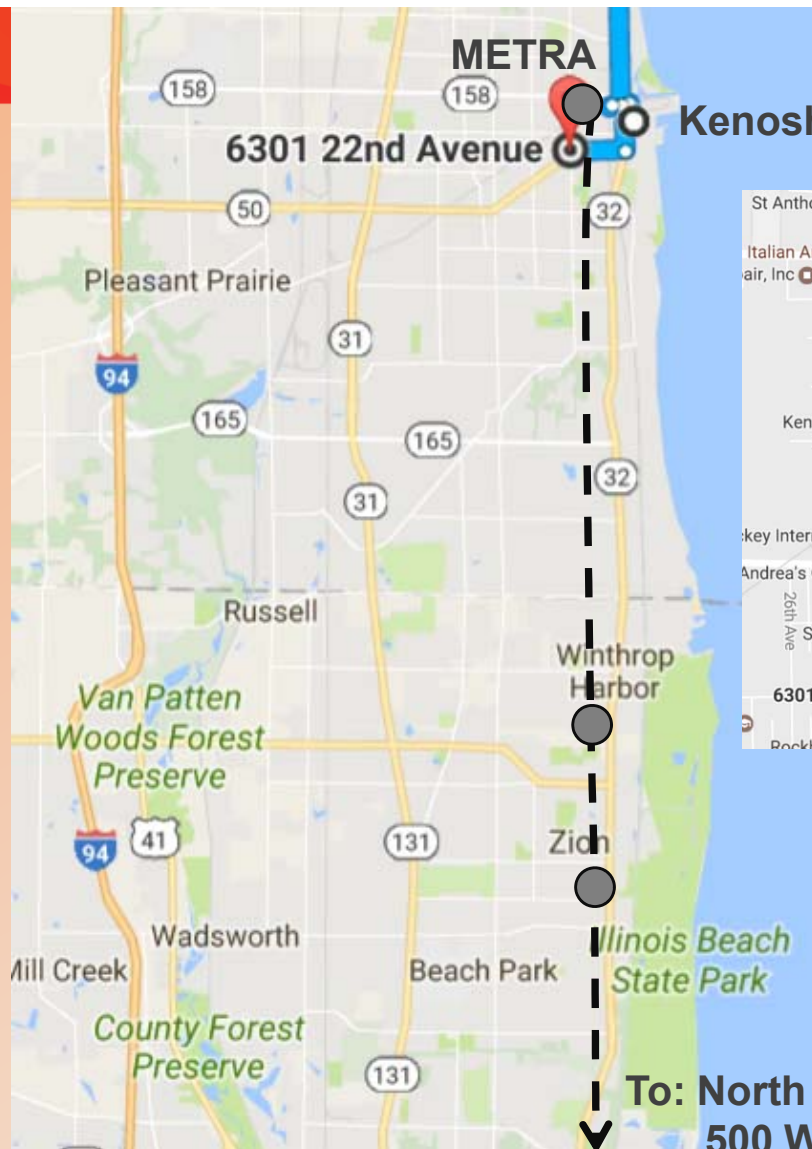 METRA
158
158
Kenosh
6301 22nd Avenue
St Antho
50
32
Italian A
air, Inc
Pleasant Prairie
31
94
165
165
Ken
32
31
ckey Inter
Andrea's
Russell
26th Ave
S
Winthrop
Harbor
6301
Van Patten
Woods Forest
Preserve
Rockl
41
94
131
Zion
Wadsworth
Illinois Beach
State Park
Mill Creek
Beach Park
County Forest
Preserve
131
To: North
500 W